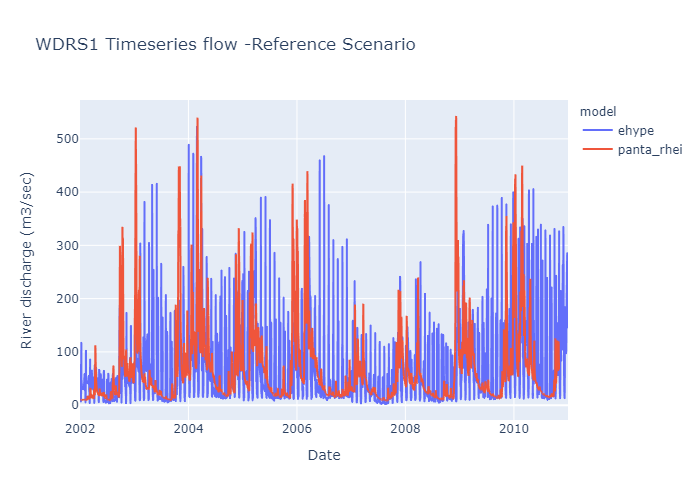 WDRS1 Timeseries flow -Reference Scenario
model
ehype
panta_rhei
River discharge (m3/sec)
500
400
300
200
100
0
2002
2004
2006
2008
2010
Date